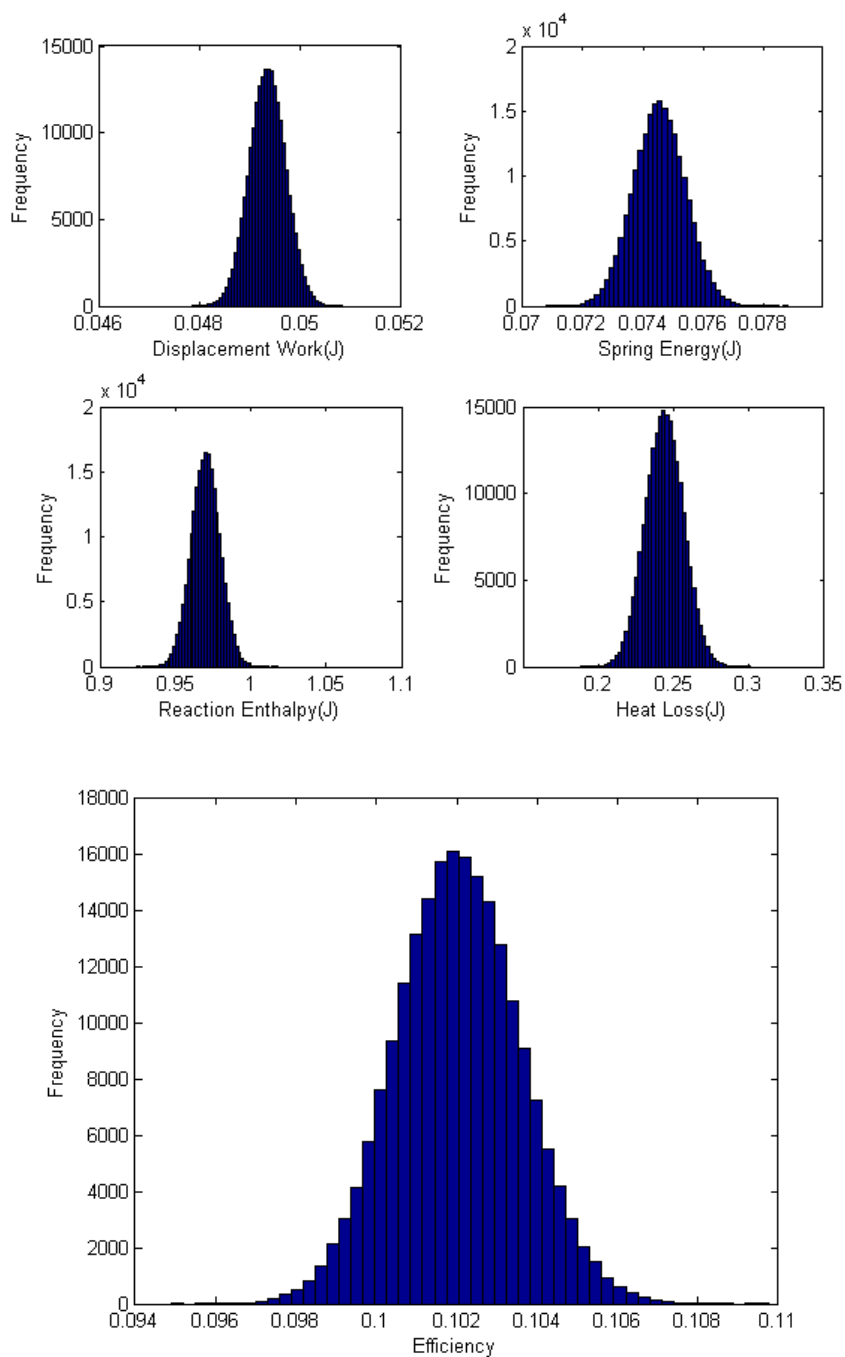 15000
10000
5000
0
Frequency
0.046 0.048 0.05 0.052
Displacement Work(J)
x 10^4
2
1.5
1
0.5
0
Frequency
0.07 0.072 0.074 0.076 0.078
Spring Energy(J)
x 10^4
2
1.5
1
0.5
0
Frequency
0.9 0.95 1 1.05 1.1
Reaction Enthalpy(J)
15000
10000
5000
0
Frequency
0.2 0.25 0.3 0.35
Heat Loss(J)
18000
16000
14000
12000
10000
8000
6000
4000
2000
0
Frequency
0.094 0.096 0.098 0.1 0.102 0.104 0.106 0.108 0.11
Efficiency